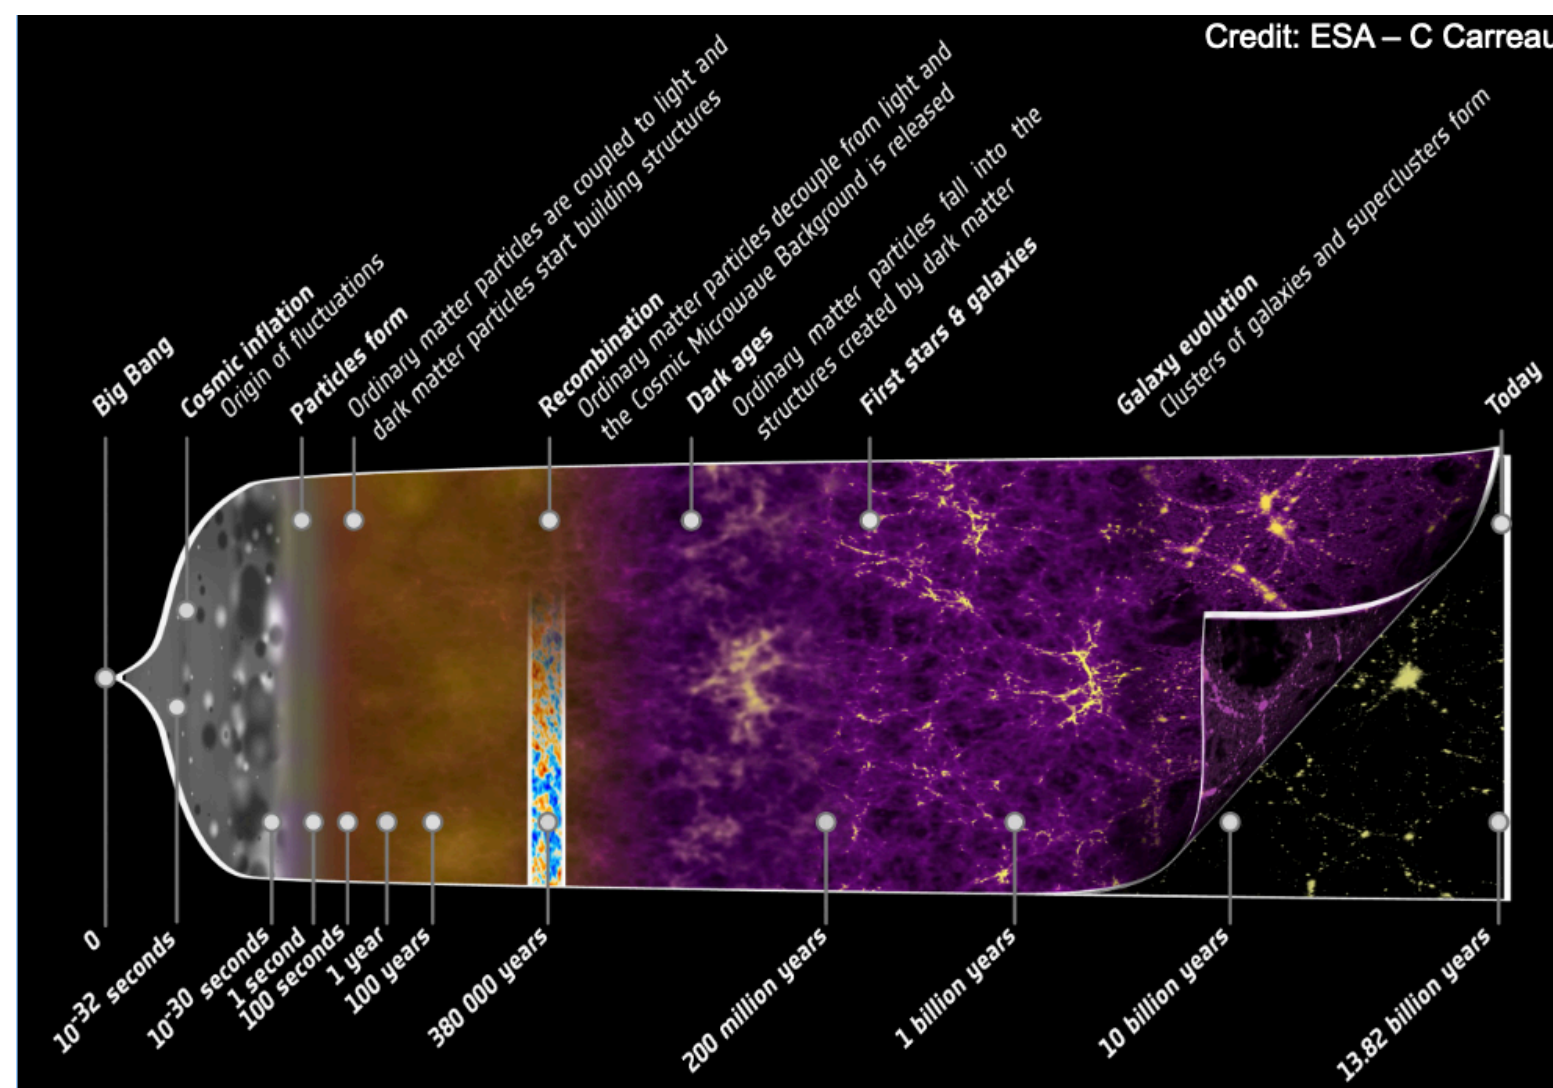 Credit: ESA – C Carreau
Big Bang
Cosmic inflation
Origin of fluctuations
Particles form
Ordinary matter particles are coupled to light and
dark matter particles start building structures
Recombination
Ordinary matter particles decouple from light and
the Cosmic Microwave Background is released
Dark ages
Ordinary matter particles fall into the
structures created by dark matter
First stars & galaxies
Galaxy evolution
Clusters of galaxies and superclusters form
Today
0
10-32 seconds
10-30 seconds
1 second
100 seconds
1 year
100 years
380 000 years
200 million years
1 billion years
10 billion years
13.82 billion years